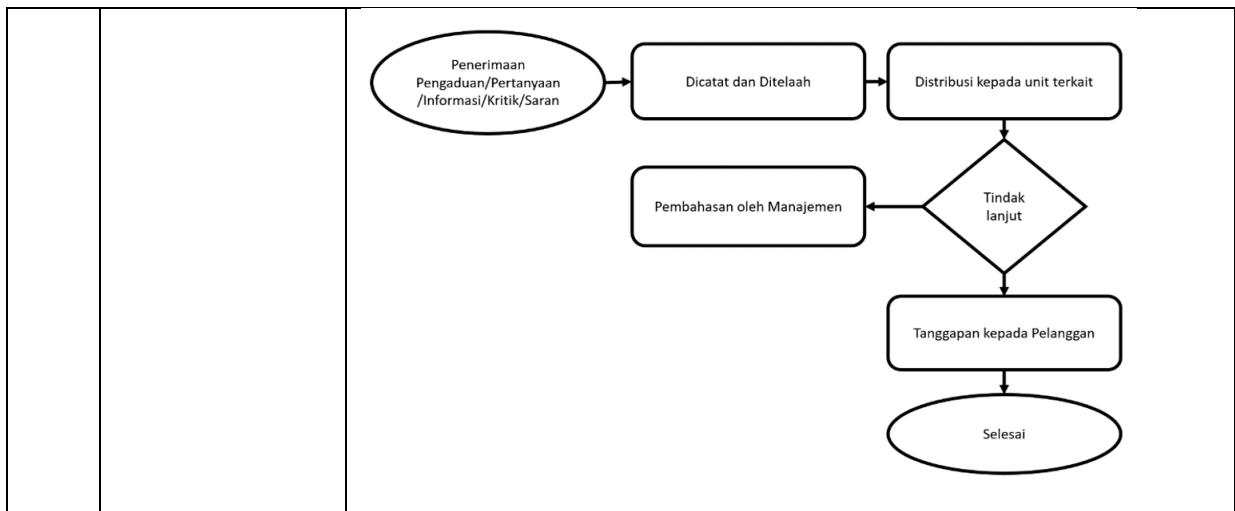 Penerimaan
Pengaduan/Pertanyaan
/Informasi/Kritik/Saran
Dicatat dan Ditelaah
Distribusi kepada unit terkait
Pembahasan oleh Manajemen
Tindak
lanjut
Tanggapan kepada Pelanggan
Selesai